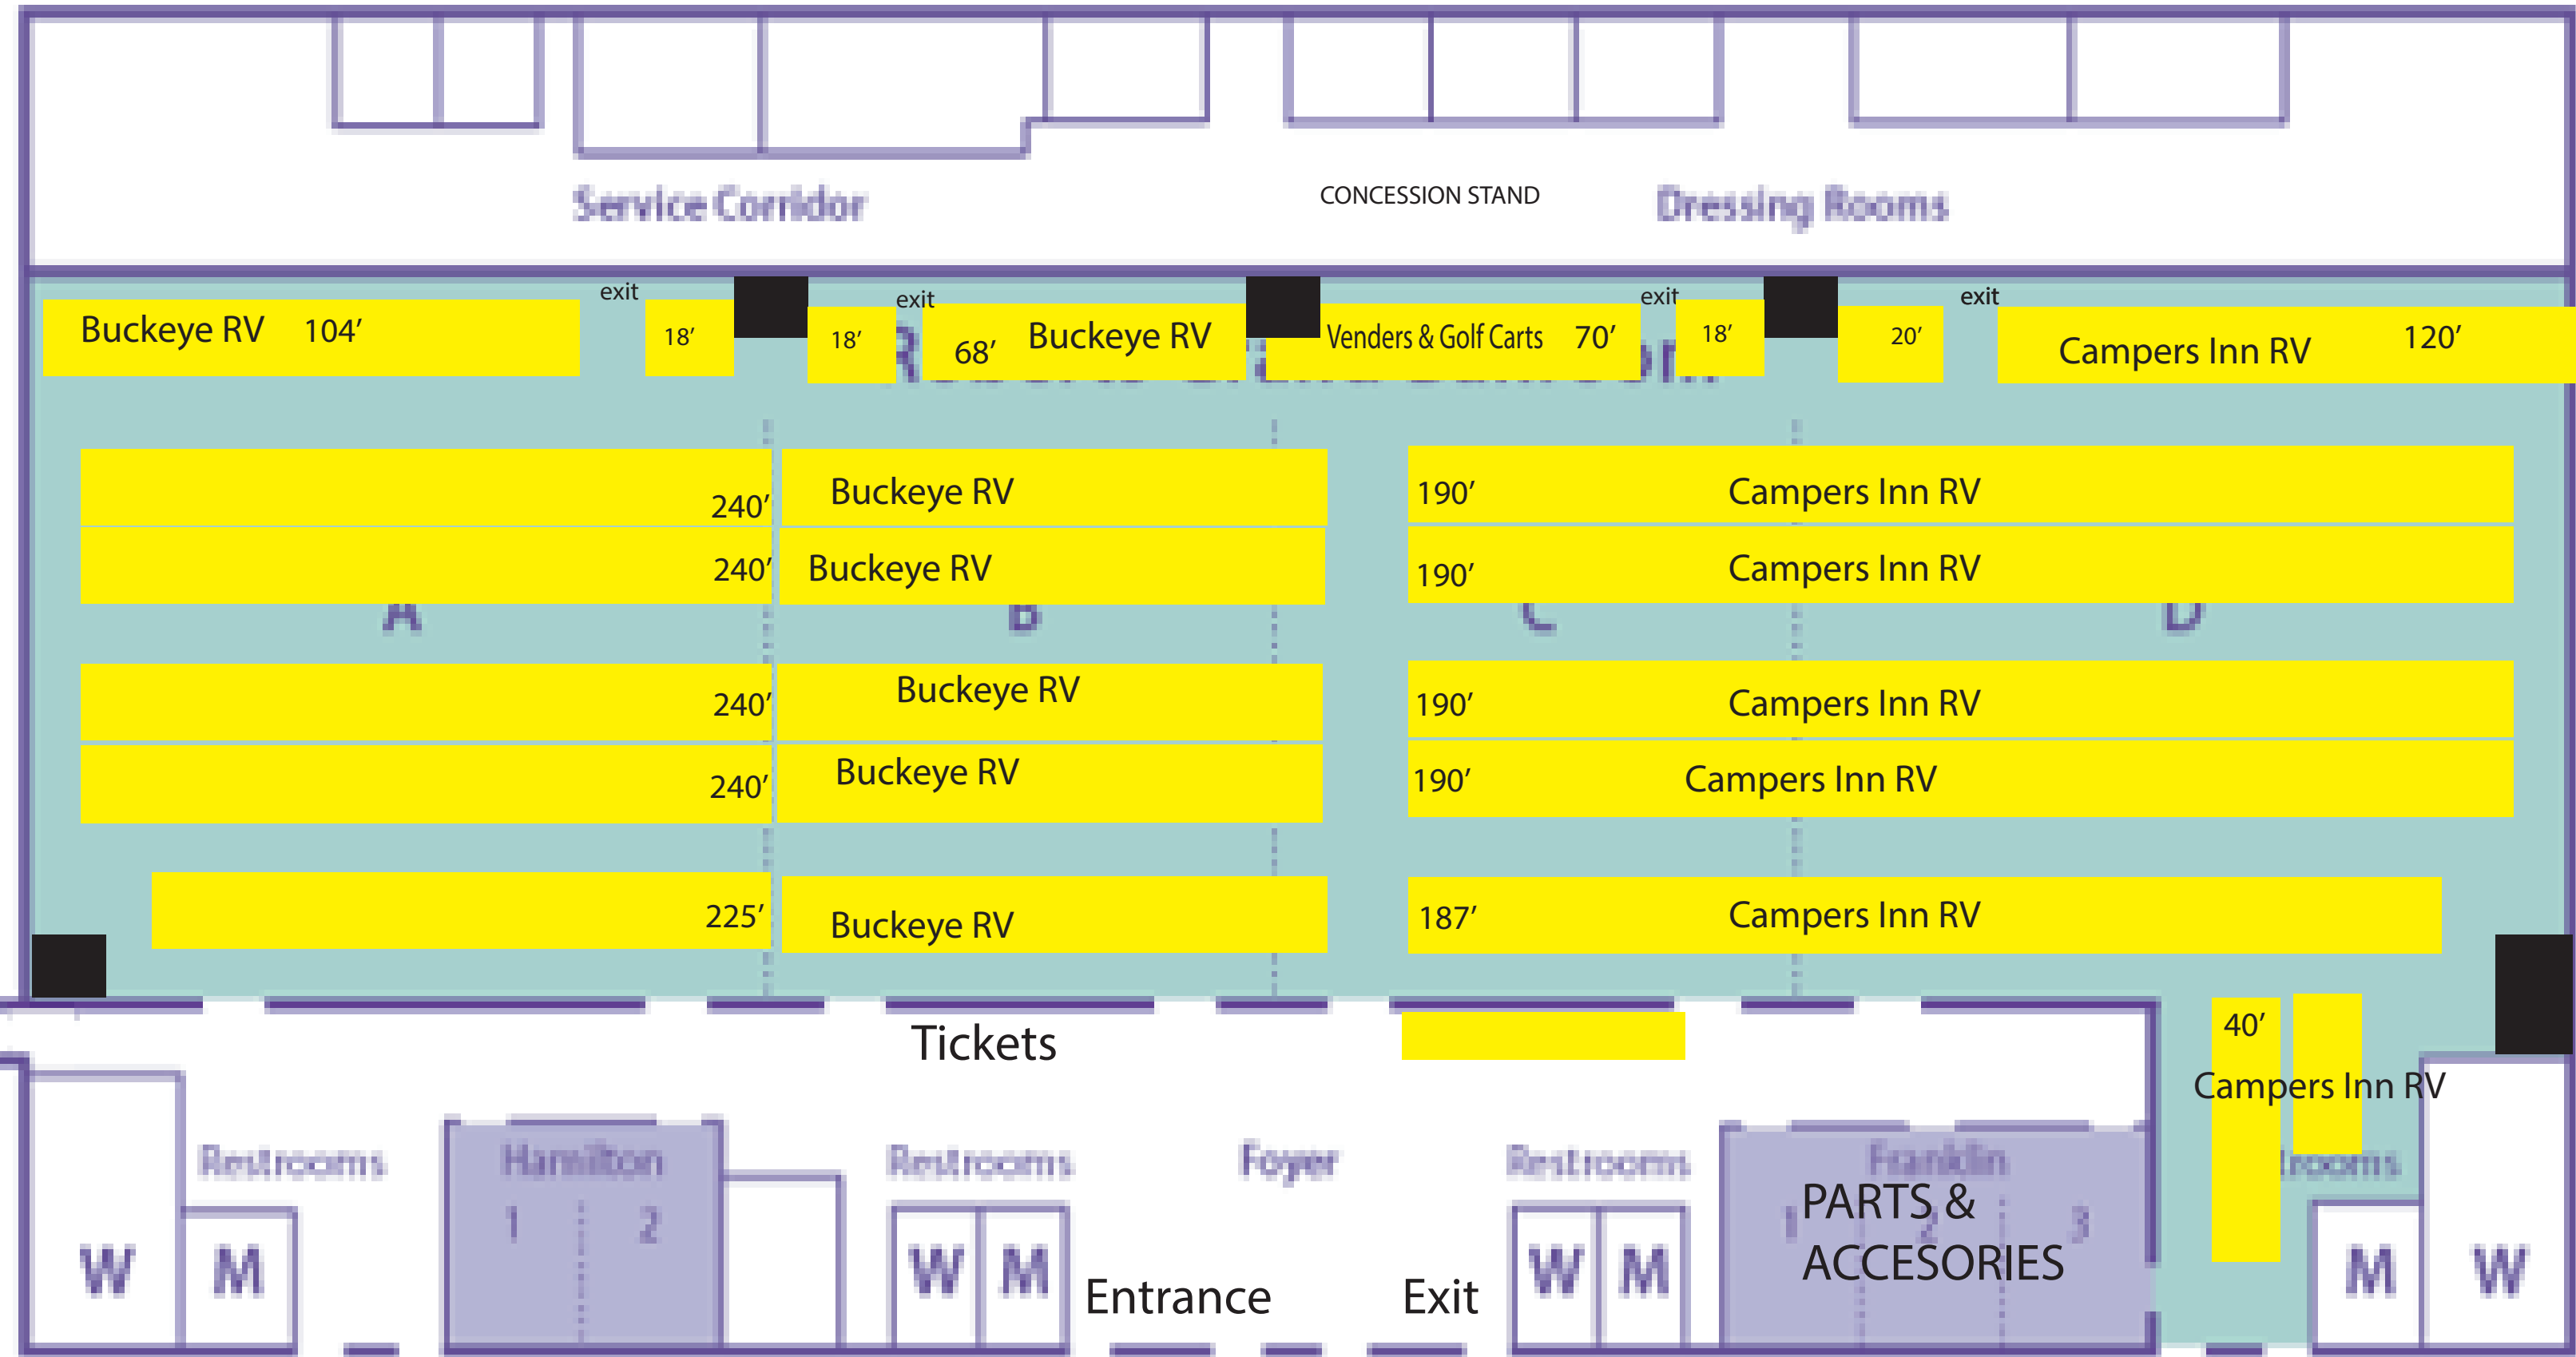 Service Corridor
CONCESSION STAND
Dressing Rooms
exit
exit
exit
exit
Buckeye RV 104’
18’
18’
68’ Buckeye RV
Venders & Golf Carts 70’
18’
20’
Campers Inn RV 120’
240’ Buckeye RV
190’ Campers Inn RV
240’ Buckeye RV
190’ Campers Inn RV
A
B
C
D
240’ Buckeye RV
190’ Campers Inn RV
240’ Buckeye RV
190’ Campers Inn RV
225’ Buckeye RV
187’ Campers Inn RV
Tickets
40’
Campers Inn RV
Restrooms
Hamilton
Restrooms
Foyer
Restrooms
Franklin
trooms
1
2
1
2
3
PARTS &
ACCESORIES
W
M
W
M
Entrance
Exit
W
M
M
W